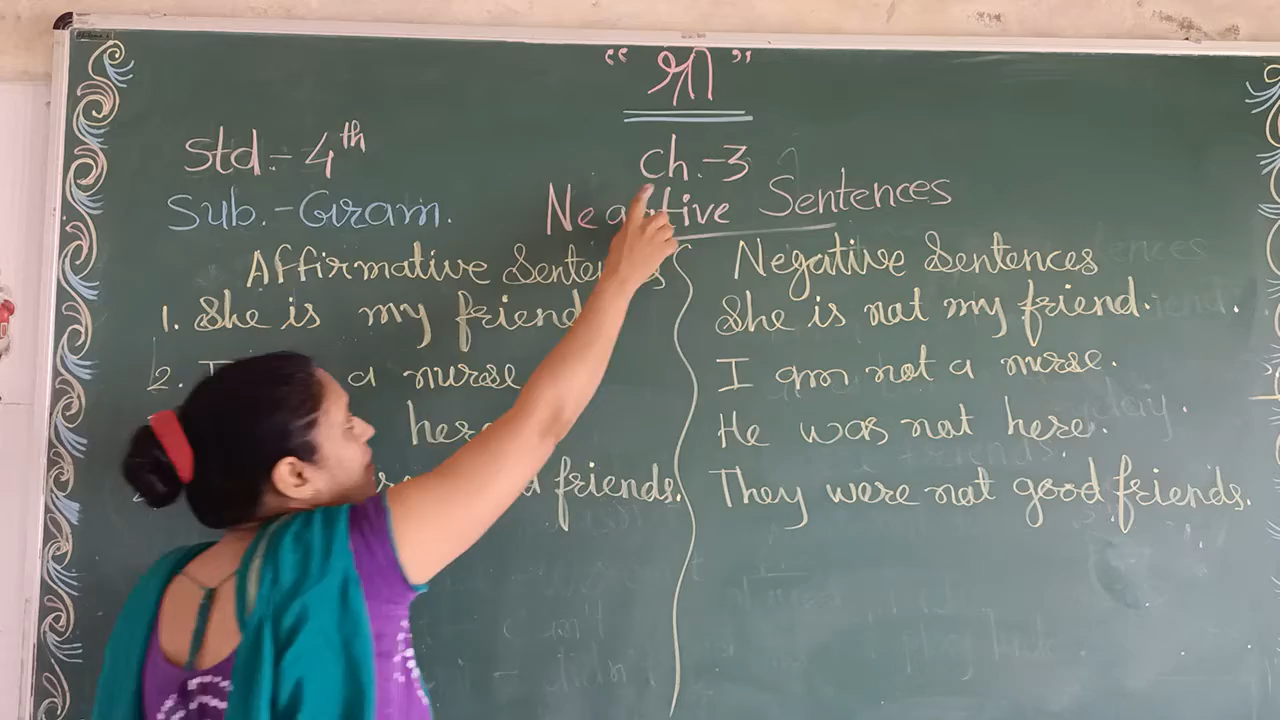 “ श्री ”
Std.- 4th
Ch.-3
Sub.-Gram.
Negative Sentences
Affirmative Sentences
Negative Sentences
1. She is my friend
She is not my friend.
2. I a nurse
I am not a nurse.
here
He was not here.
friends.
They were not good friends.